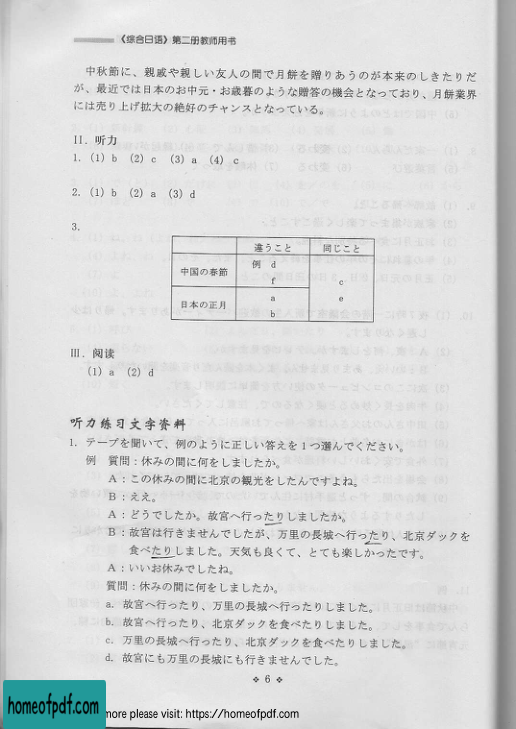 《综合日语》第二册教师用书
中秋節に、親戚や親しい友人の間で月餅を贈りあうのが本来のしきたりだ
が、最近では日本のお中元・お歳暮のような贈答の機会となっており、月餅業界
には売り上げ拡大の絶好のチャンスとなっている。
II. 听力
1. (1) b (2) c (3) a (4) c
2. (1) b (2) a (3) d
3.
違うこと 同じこと
中国の春節 例 d
f c
日本の正月 a e
b
III. 阅读
(1) a (2) d
听力练习文字资料
1. テープを聞いて、例のように正しい答えを1つ選んでください。
例 質問：休みの間に何をしましたか。
A：この休みの間に北京の観光をしたんですよね。
B：ええ。
A：どうでしたか。故宮へ行ったりしましたか。
B：故宮は行きませんでしたが、万里の長城へ行ったり、北京ダックを
食べたりしました。天気も良くて、とても楽しかったです。
A：いいお休みでしたね。
質問：休みの間に何をしましたか。
a. 故宮へ行ったり、万里の長城へ行ったりしました。
b. 故宮へ行ったり、北京ダックを食べたりしました。
c. 万里の長城へ行ったり、北京ダックを食べたりしました。
d. 故宮にも万里の長城にも行きませんでした。
6
homeofpdf.com
more please visit: https://homeofpdf.com